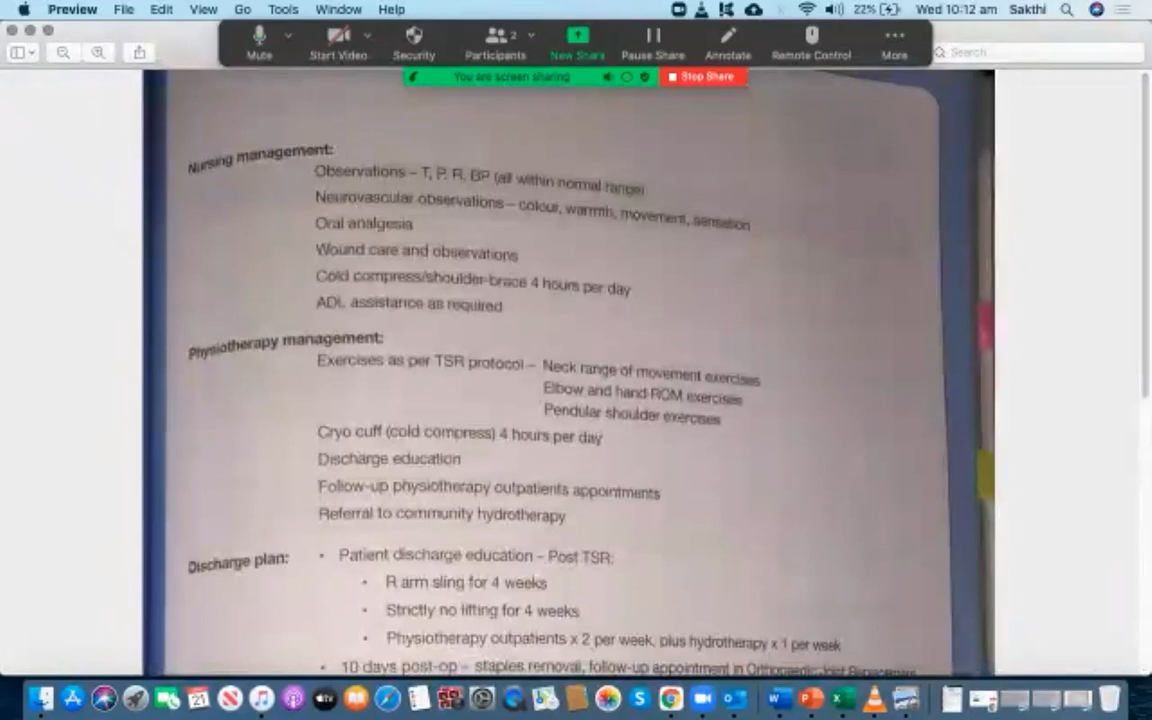 Preview File Edit View Go Tools Window Help 22% Wed 10:12 am Sakthi
Mute Start Video Security Participants 2 New Share Pause Share Annotate Remote Control More
Search
You are screen sharing Stop Share
Nursing management:
Observations – T, P, R, BP (all within normal range)
Neurovascular observations – colour, warmth, movement, sensation
Oral analgesia
Wound care and observations
Cold compress/shoulder-brace 4 hours per day
ADL assistance as required
Physiotherapy management:
Exercises as per TSR protocol – Neck range of movement exercises
Elbow and hand ROM exercises
Pendular shoulder exercises
Cryo cuff (cold compress) 4 hours per day
Discharge education
Follow-up physiotherapy outpatients appointments
Referral to community hydrotherapy
Discharge plan: • Patient discharge education – Post TSR:
• R arm sling for 4 weeks
• Strictly no lifting for 4 weeks
• Physiotherapy outpatients x 2 per week, plus hydrotherapy x 1 per week
• 10 days post-op – staples removal, follow-up appointment in Orthopaedic Joint Replacement
21 tv